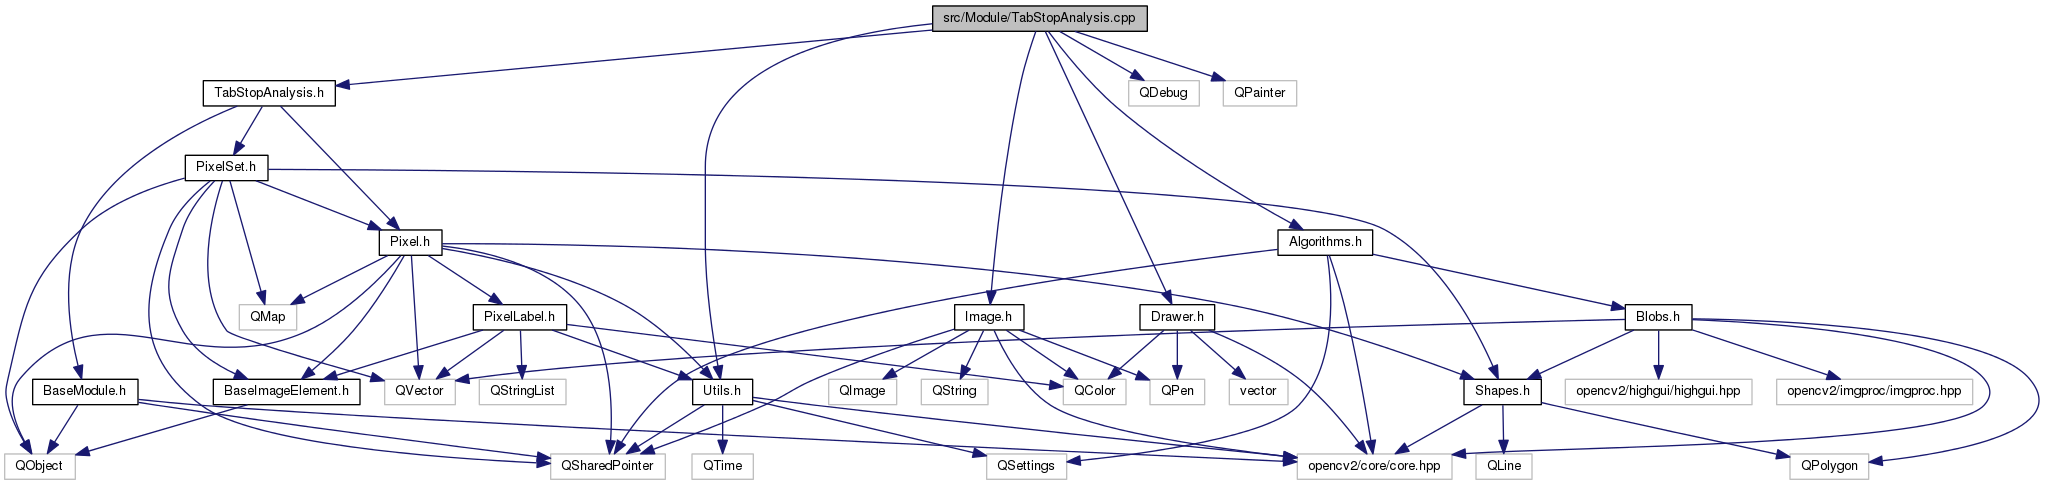 src/Module/TabStopAnalysis.cpp
TabStopAnalysis.h
QDebug
QPainter
PixelSet.h
Pixel.h
Algorithms.h
QMap
PixelLabel.h
Image.h
Drawer.h
Blobs.h
BaseModule.h
BaseImageElement.h
QVector
QStringList
Utils.h
QImage
QString
QColor
QPen
vector
Shapes.h
opencv2/highgui/highgui.hpp
opencv2/imgproc/imgproc.hpp
QObject
QSharedPointer
QTime
QSettings
opencv2/core/core.hpp
QLine
QPolygon